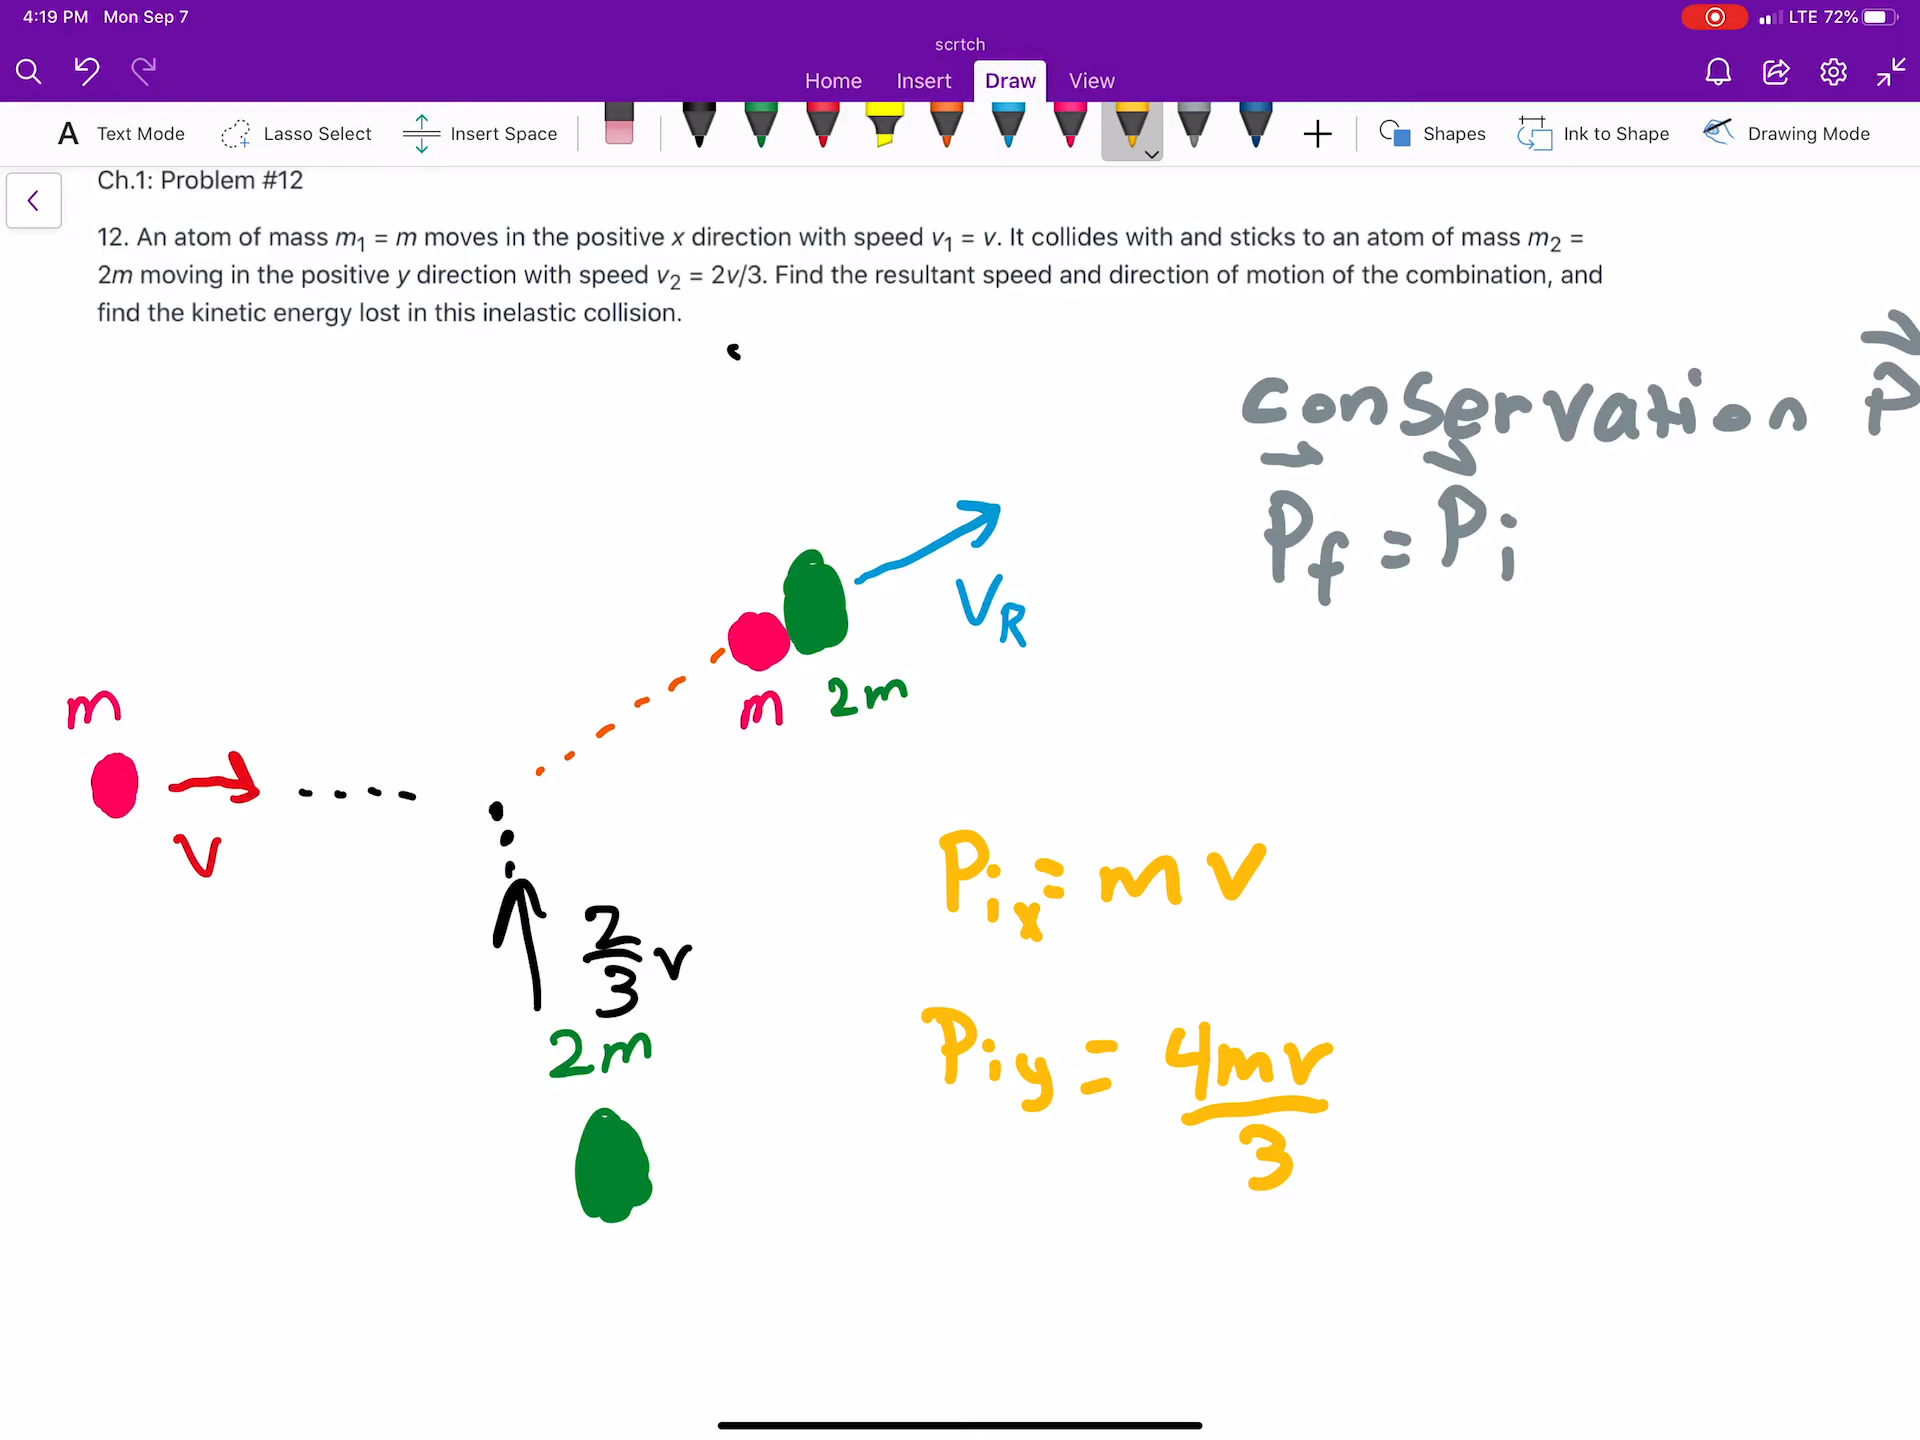 4:19 PM Mon Sep 7
LTE 72%
scrtch
Home Insert Draw View
A Text Mode Lasso Select Insert Space Shapes Ink to Shape Drawing Mode
Ch.1: Problem #12
12. An atom of mass m₁ = m moves in the positive x direction with speed v₁ = v. It collides with and sticks to an atom of mass m₂ =
2m moving in the positive y direction with speed v₂ = 2v/3. Find the resultant speed and direction of motion of the combination, and
find the kinetic energy lost in this inelastic collision.
conservation P
Pf = Pi
VR
m 2m
m
V
Pix = mv
2/3 v
2m
Piy = 4mv/3